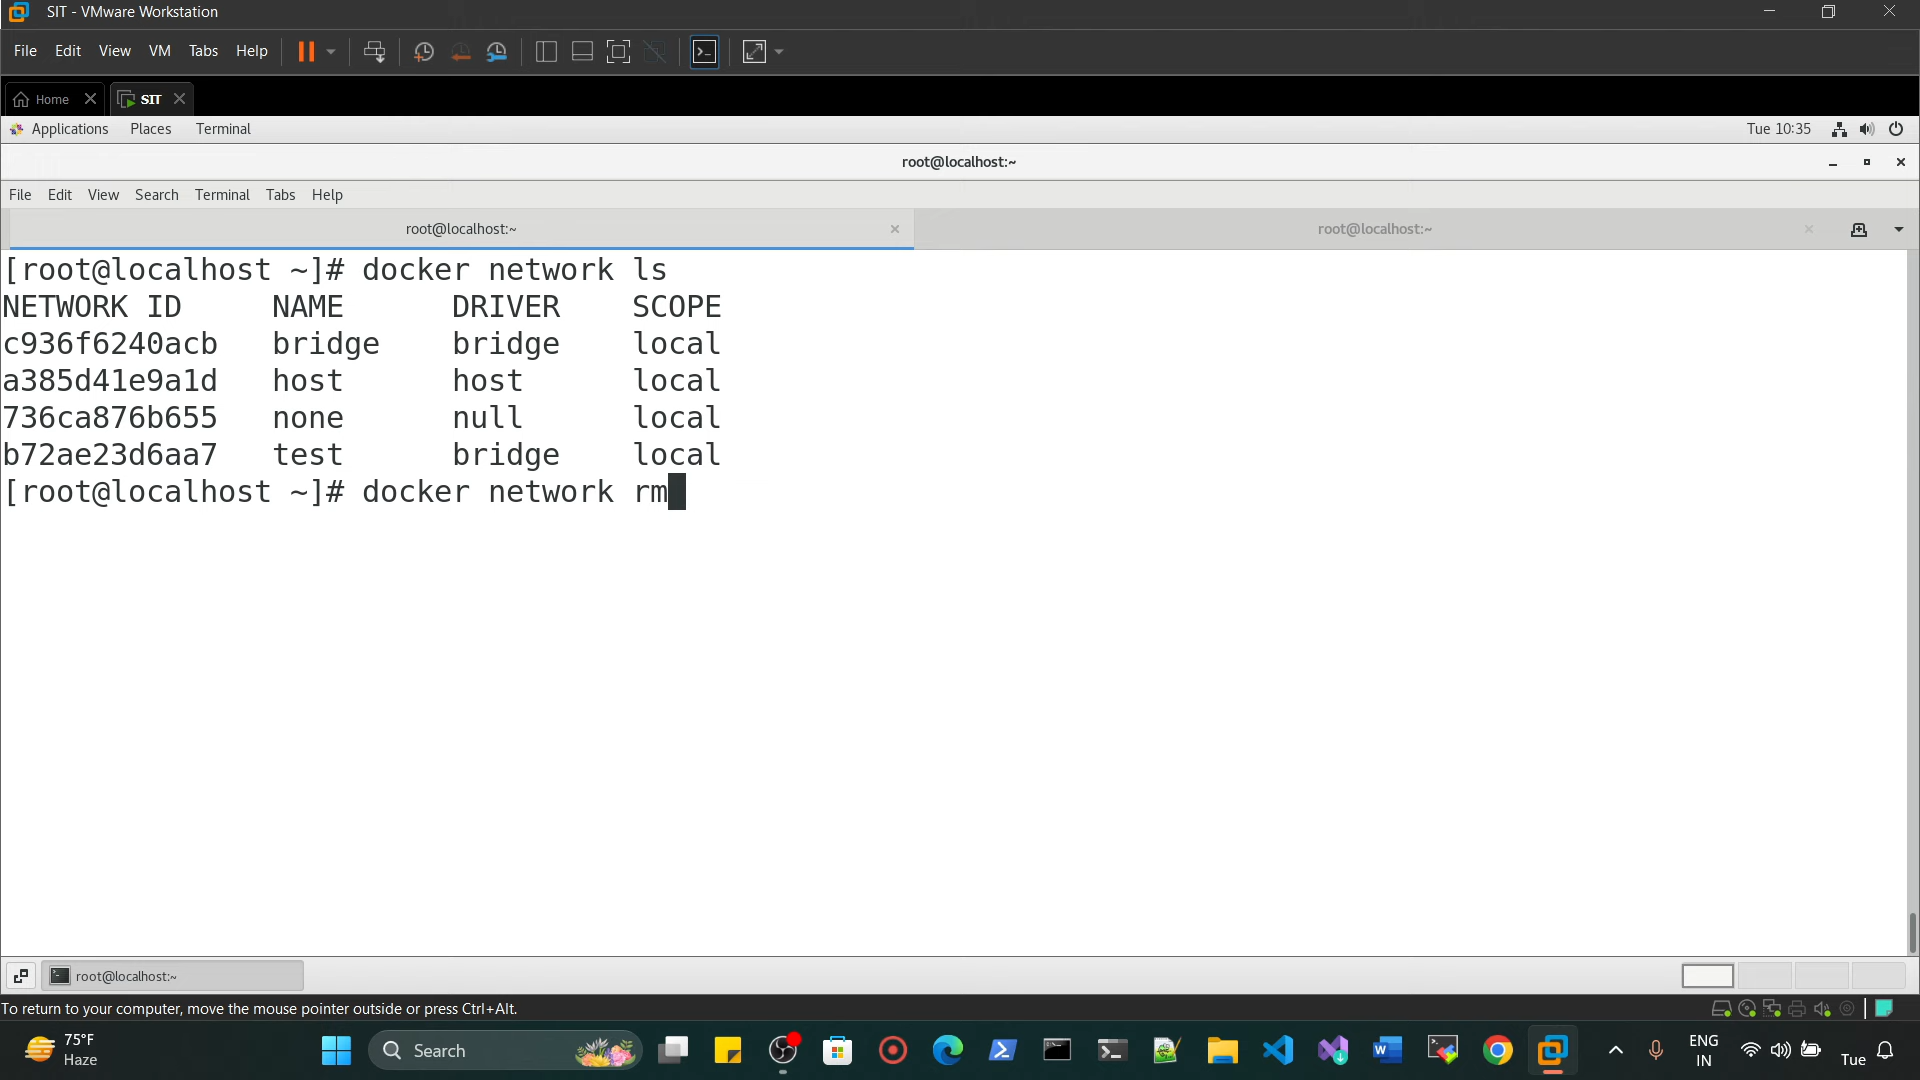 SIT - VMware Workstation
File Edit View VM Tabs Help
Home SIT
Applications Places Terminal Tue 10:35
root@localhost:~
File Edit View Search Terminal Tabs Help
root@localhost:~ root@localhost:~
[root@localhost ~]# docker network ls
NETWORK ID NAME DRIVER SCOPE
c936f6240acb bridge bridge local
a385d41e9a1d host host local
736ca876b655 none null local
b72ae23d6aa7 test bridge local
[root@localhost ~]# docker network rm
root@localhost:~
To return to your computer, move the mouse pointer outside or press Ctrl+Alt.
75°F
Haze
Search
ENG
IN
Tue